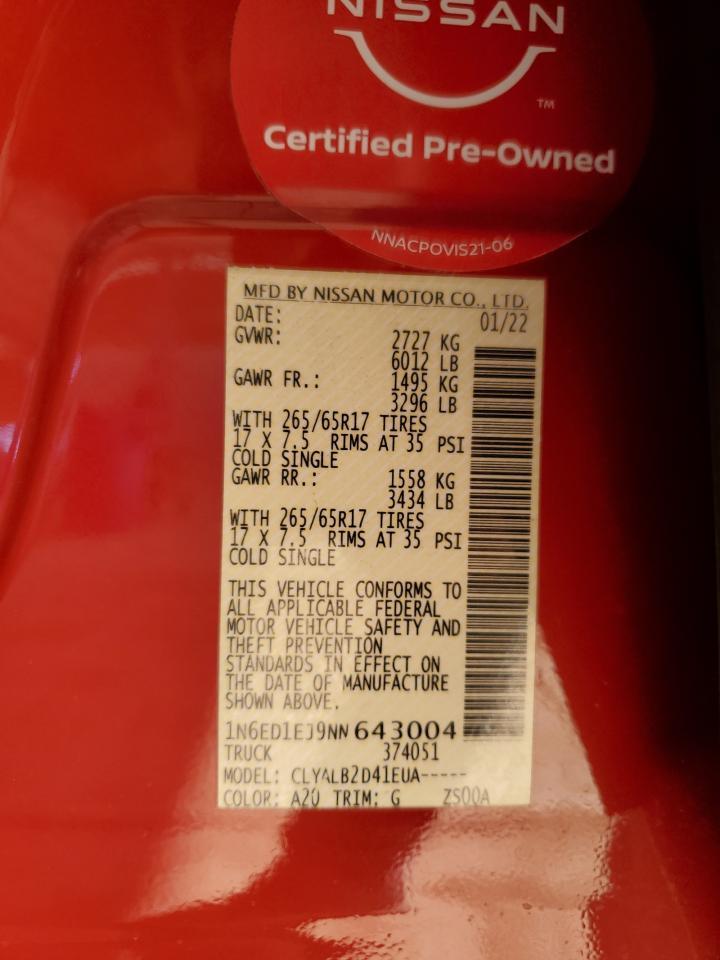 NISSAN
TM
Certified Pre-Owned
NNACPOVIS21-06
MFD BY NISSAN MOTOR CO., LTD.
DATE: 01/22
GVWR: 2727 KG
6012 LB
GAWR FR.: 1495 KG
3296 LB
WITH 265/65R17 TIRES
17 X 7.5 RIMS AT 35 PSI
COLD SINGLE
GAWR RR.: 1558 KG
3434 LB
WITH 265/65R17 TIRES
17 X 7.5 RIMS AT 35 PSI
COLD SINGLE
THIS VEHICLE CONFORMS TO
ALL APPLICABLE FEDERAL
MOTOR VEHICLE SAFETY AND
THEFT PREVENTION
STANDARDS IN EFFECT ON
THE DATE OF MANUFACTURE
SHOWN ABOVE.
1N6ED1EJ9NN643004
TRUCK 374051
MODEL: CLYALB2D41EUA-----
COLOR: A20 TRIM: G ZS00A